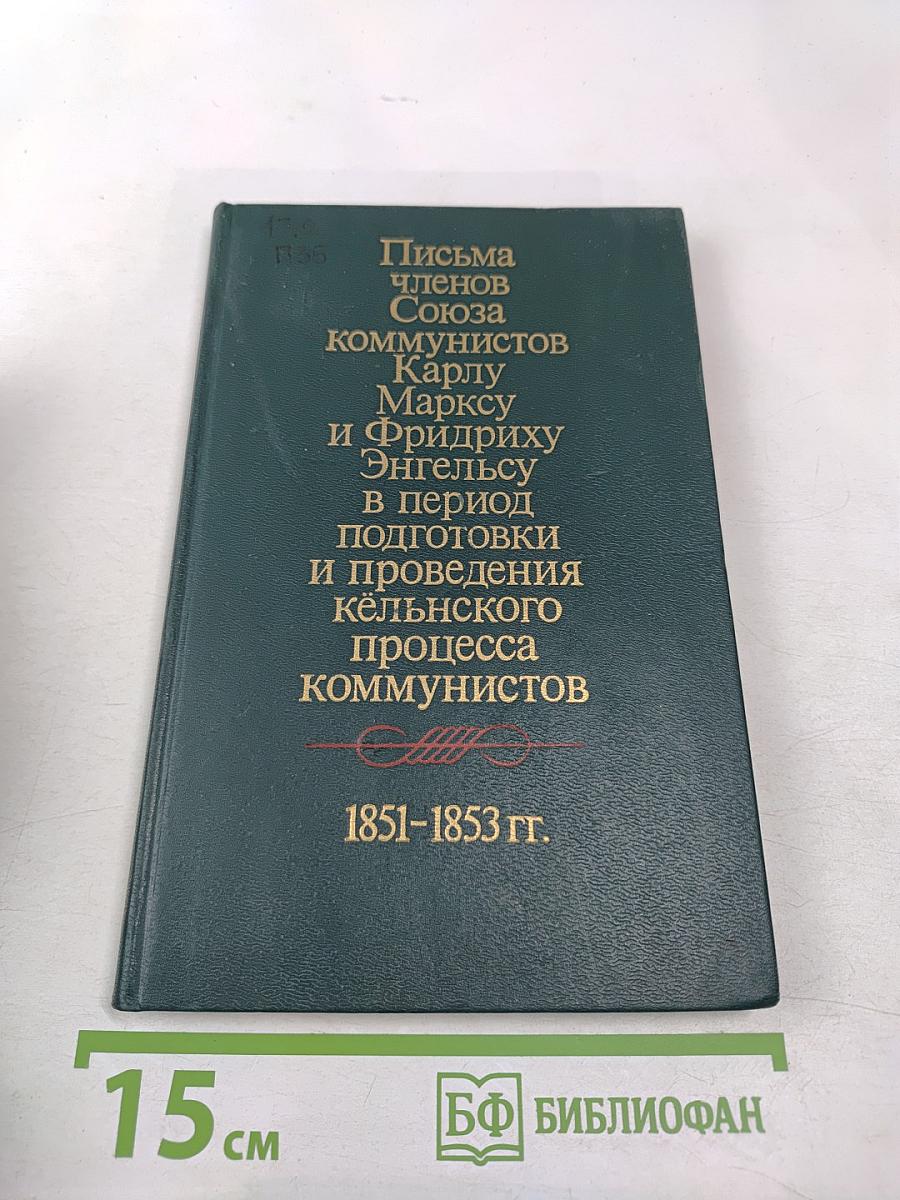 П36
Письма
членов
Союза
коммунистов
Карлу
Марксу
и Фридриху
Энгельсу
в период
подготовки
и проведения
кёльнского
процесса
коммунистов
1851-1853 гг.
15 см
БФ БИБЛИОФАН